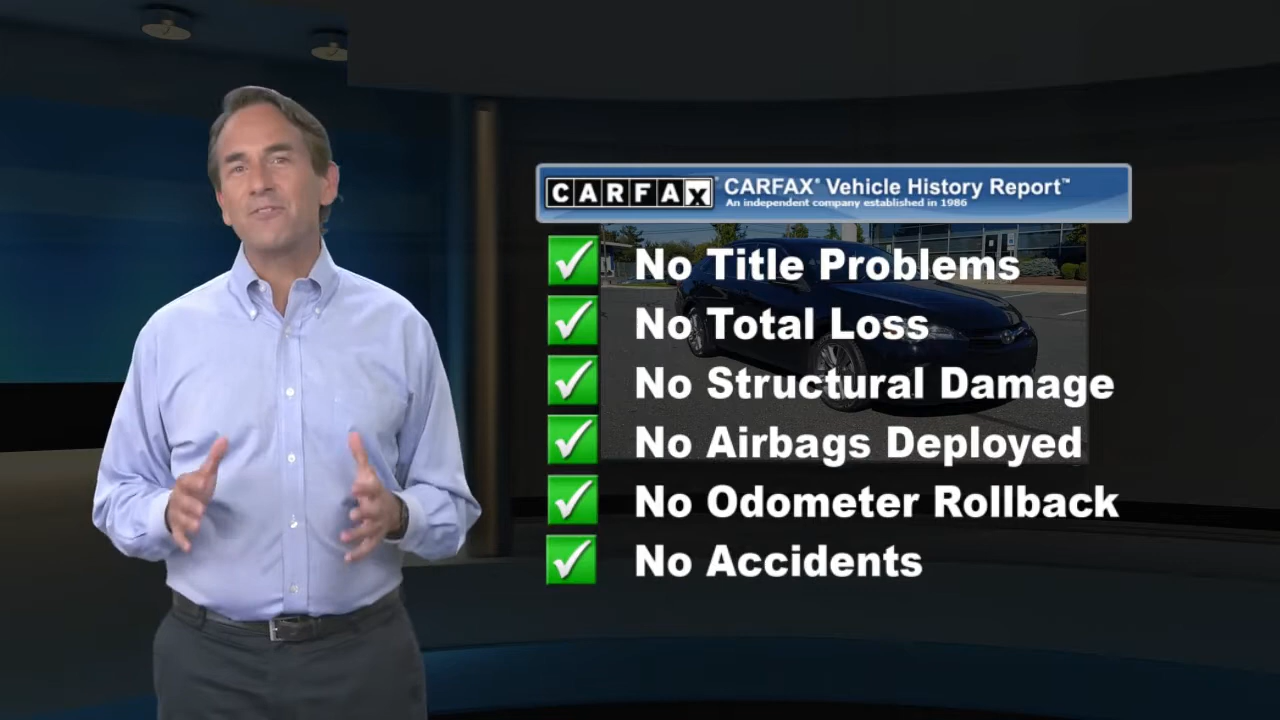 CARFAX CARFAX® Vehicle History Report™
An independent company established in 1986
No Title Problems
No Total Loss
No Structural Damage
No Airbags Deployed
No Odometer Rollback
No Accidents